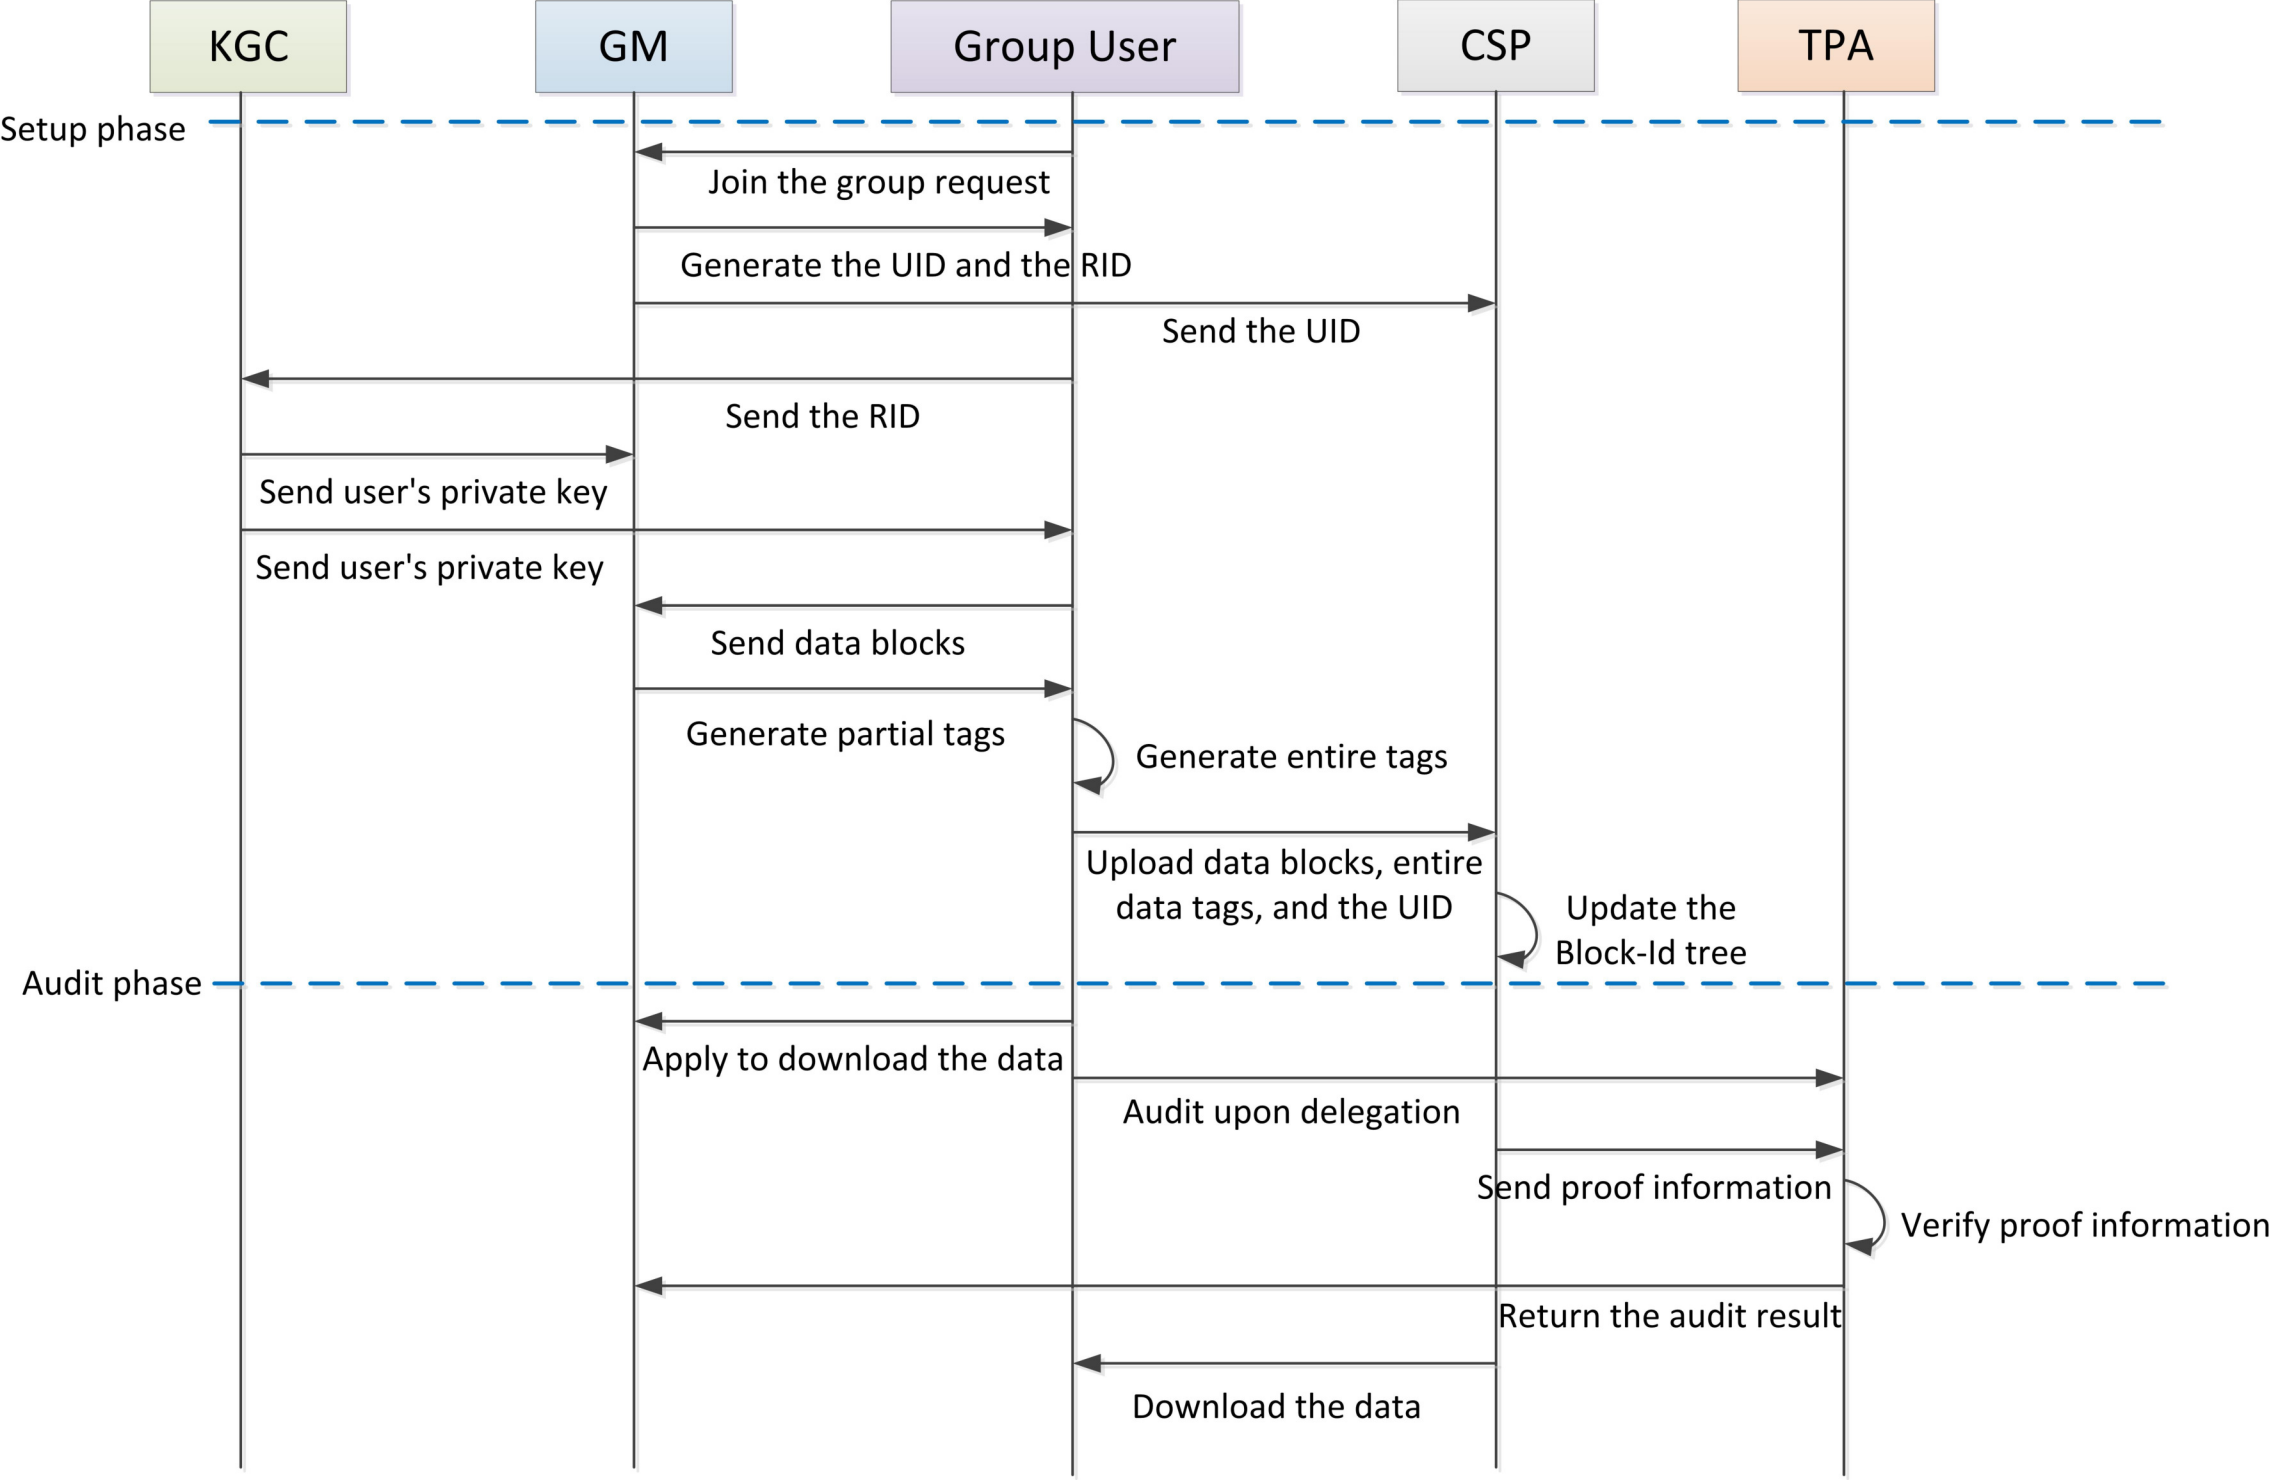 KGC
GM
Group User
CSP
TPA
Setup phase
Join the group request
Generate the UID and the RID
Send the UID
Send the RID
Send user's private key
Send user's private key
Send data blocks
Generate partial tags
Generate entire tags
Upload data blocks, entire
data tags, and the UID
Update the
Block-Id tree
Audit phase
Apply to download the data
Audit upon delegation
Send proof information
Verify proof information
Return the audit result
Download the data